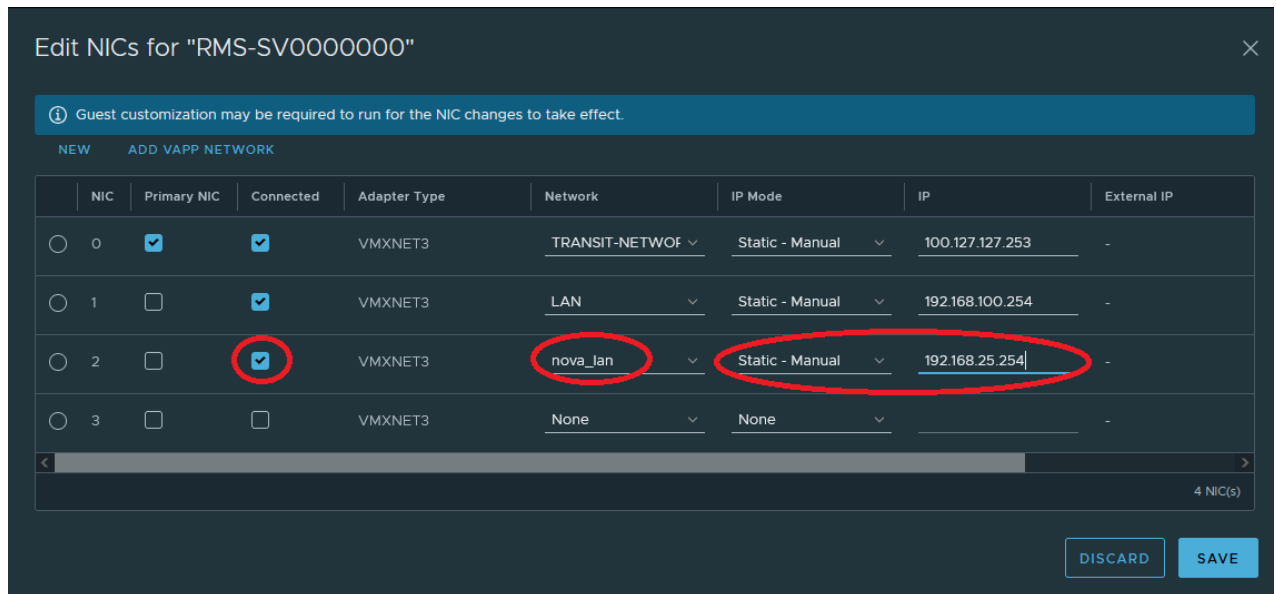 Edit NICs for "RMS-SV0000000"
Guest customization may be required to run for the NIC changes to take effect.
NEW ADD VAPP NETWORK
NIC Primary NIC Connected Adapter Type Network IP Mode IP External IP
0 VMXNET3 TRANSIT-NETWOR Static - Manual 100.127.127.253 -
1 VMXNET3 LAN Static - Manual 192.168.100.254 -
2 VMXNET3 nova_lan Static - Manual 192.168.25.254 -
3 VMXNET3 None None -
4 NIC(s)
DISCARD SAVE